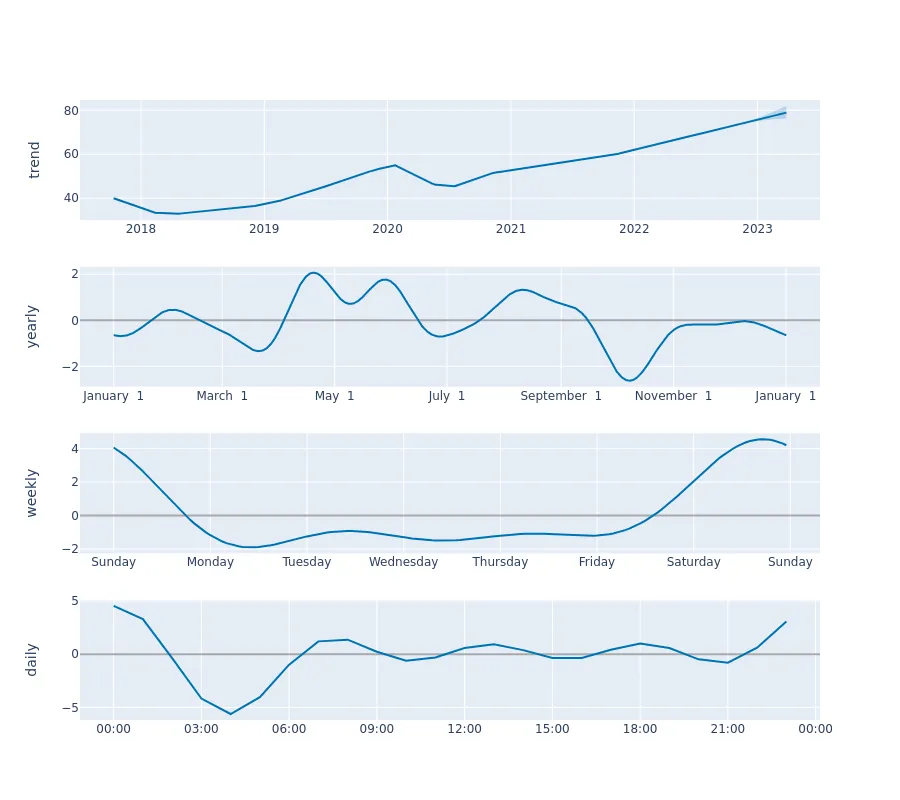 trend
80
60
40
2018 2019 2020 2021 2022 2023
yearly
2
0
−2
January 1 March 1 May 1 July 1 September 1 November 1 January 1
weekly
4
2
0
−2
Sunday Monday Tuesday Wednesday Thursday Friday Saturday Sunday
daily
5
0
−5
00:00 03:00 06:00 09:00 12:00 15:00 18:00 21:00 00:00